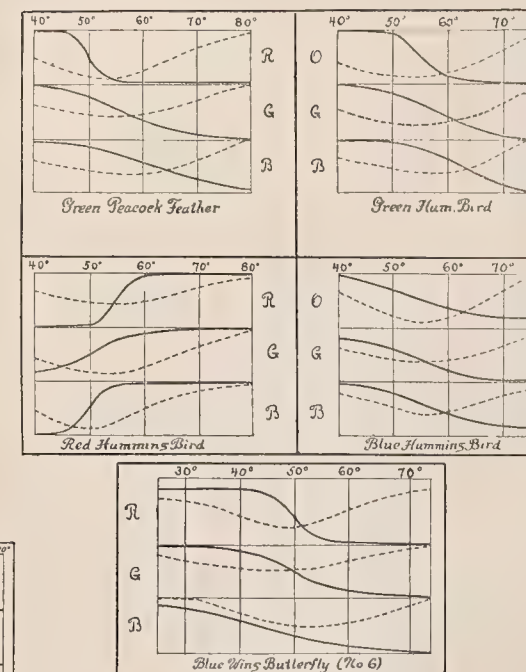 40° 50° 60° 70° 80°
R
G
B
Green Peacock Feather
40° 50° 60° 70°
O
G
B
Green Hum. Bird
40° 50° 60° 70° 80°
R
G
B
Red Humming Bird
40° 50° 60° 70°
O
G
B
Blue Humming Bird
30° 40° 50° 60° 70°
R
G
B
Blue Wing Butterfly (No 6)